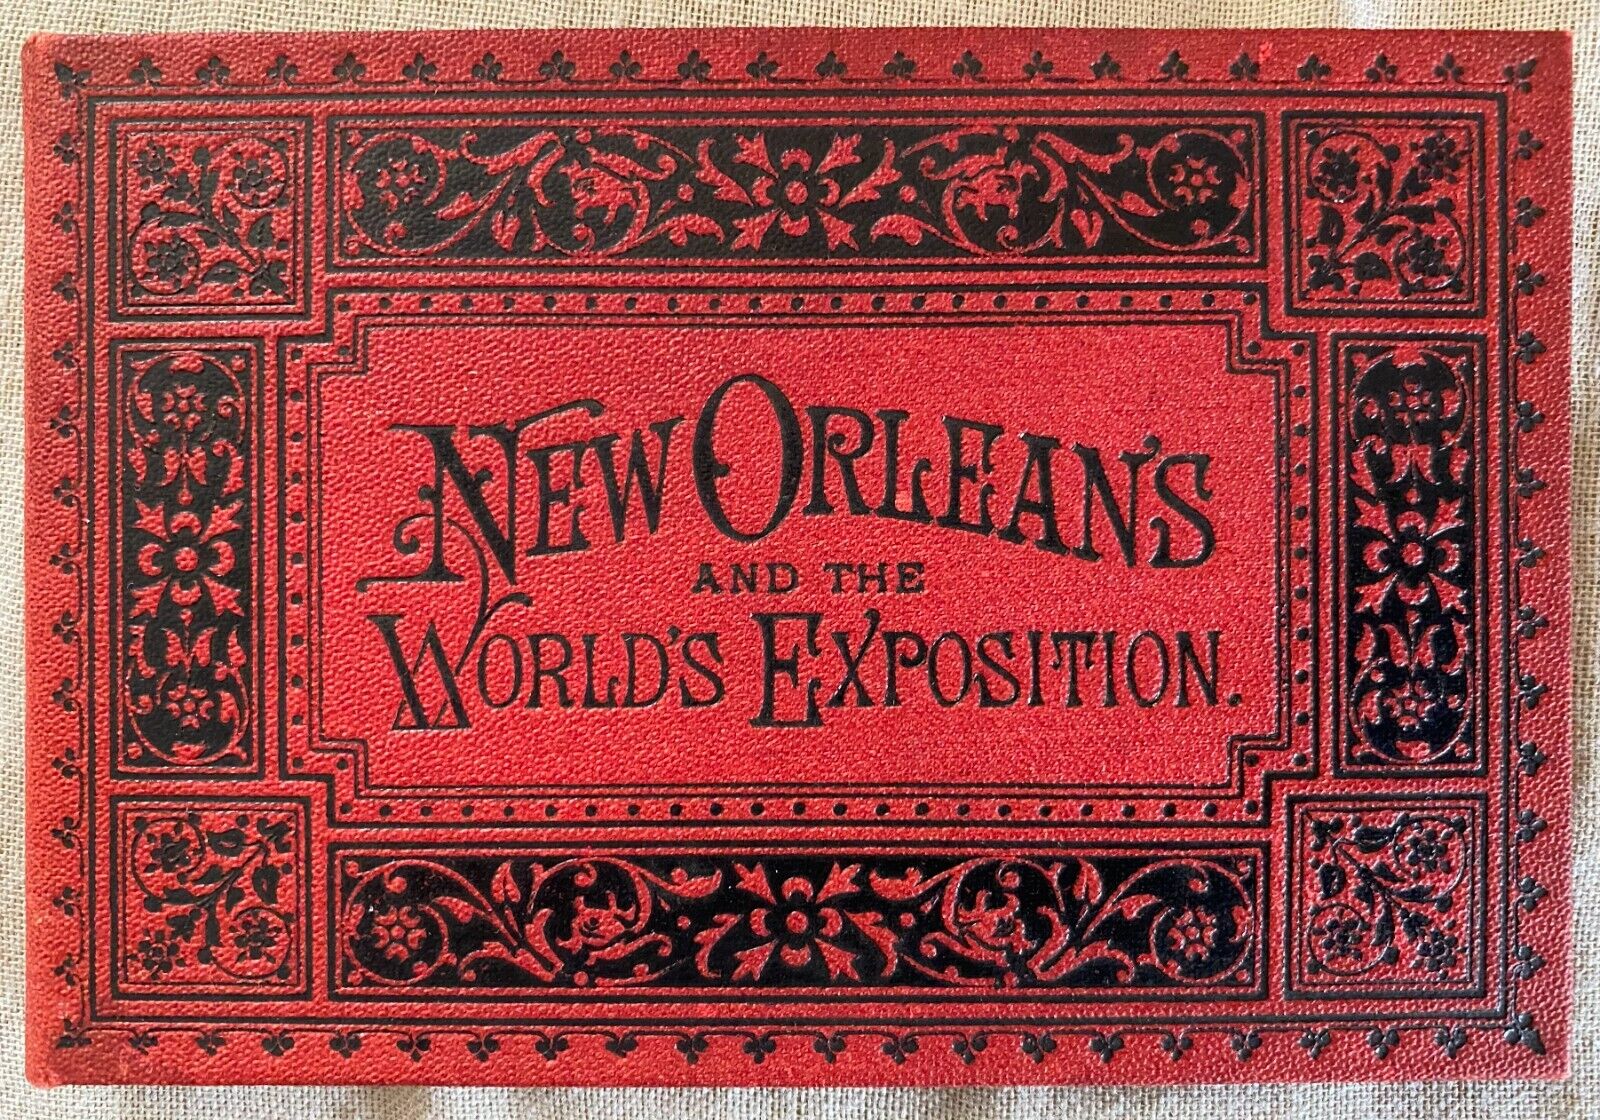 NEW ORLEANS
AND THE
WORLD'S EXPOSITION.